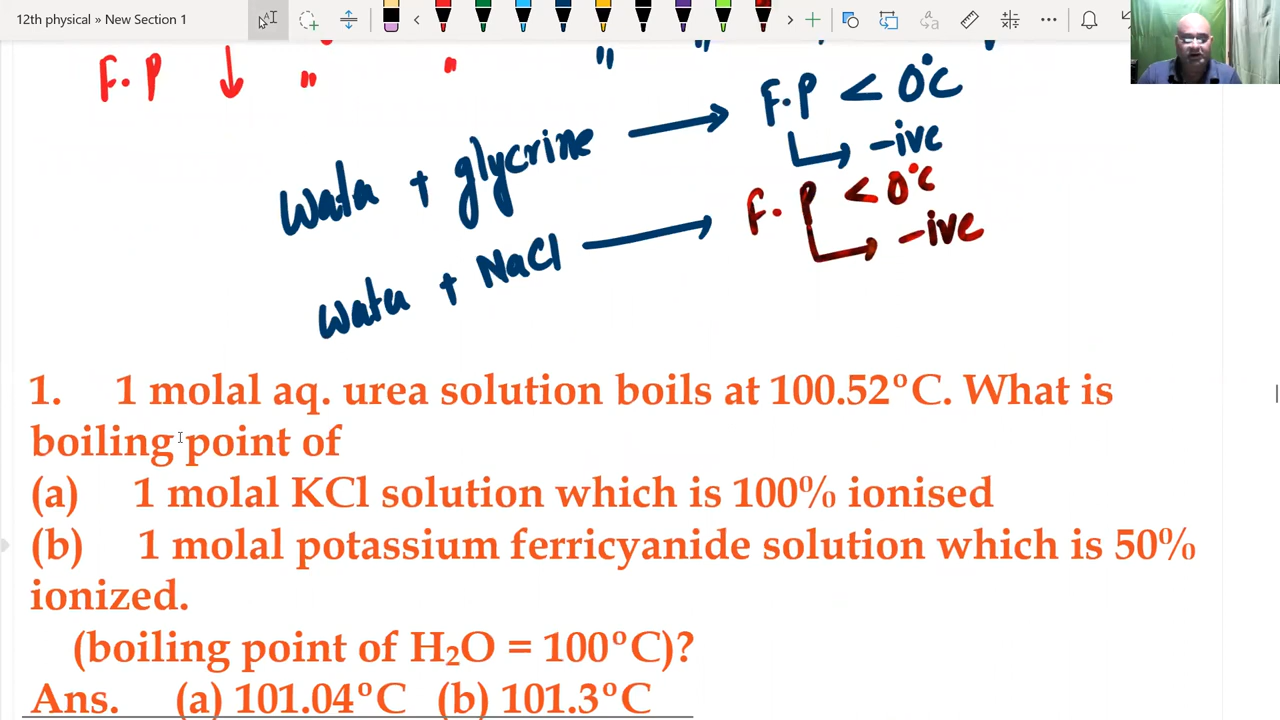 12th physical » New Section 1
F.P ↓ " "
" "
Water + glycrine → F.P < 0°C
↳ -ive
Water + NaCl → F.P < 0°C
↳ -ive
1. 1 molal aq. urea solution boils at 100.52°C. What is
boiling point of
(a) 1 molal KCl solution which is 100% ionised
(b) 1 molal potassium ferricyanide solution which is 50%
ionized.
(boiling point of H₂O = 100°C)?
Ans. (a) 101.04°C (b) 101.3°C